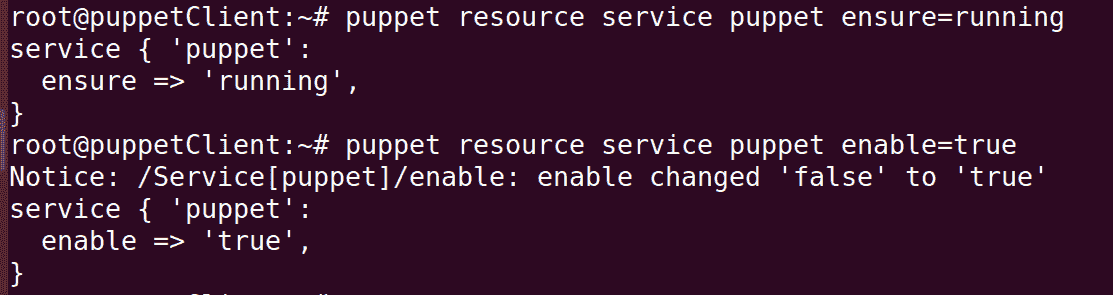 root@puppetClient:~# puppet resource service puppet ensure=running
service { 'puppet':
  ensure => 'running',
}
root@puppetClient:~# puppet resource service puppet enable=true
Notice: /Service[puppet]/enable: enable changed 'false' to 'true'
service { 'puppet':
  enable => 'true',
}